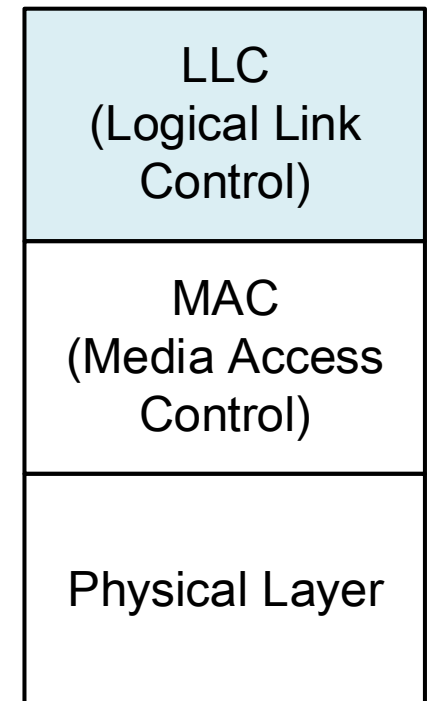 LLC
(Logical Link
Control)
MAC
(Media Access
Control)
Physical Layer